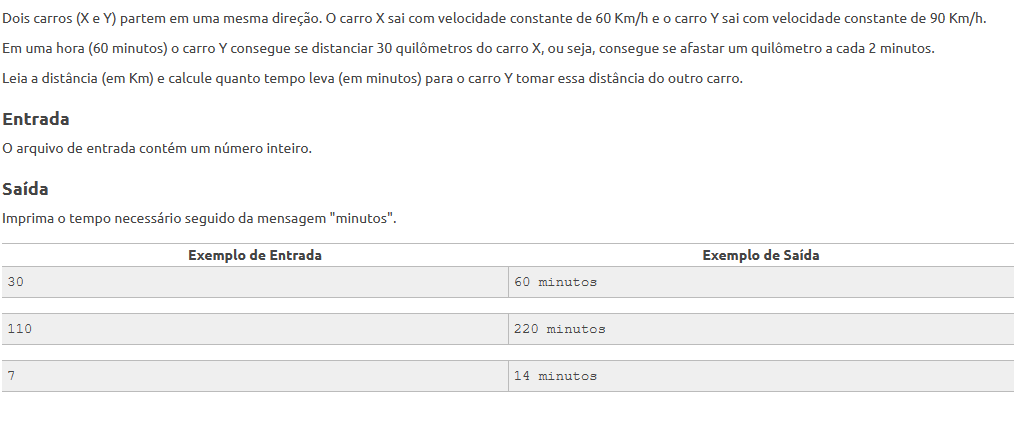 Dois carros (X e Y) partem em uma mesma direção. O carro X sai com velocidade constante de 60 Km/h e o carro Y sai com velocidade constante de 90 Km/h.
Em uma hora (60 minutos) o carro Y consegue se distanciar 30 quilômetros do carro X, ou seja, consegue se afastar um quilômetro a cada 2 minutos.
Leia a distância (em Km) e calcule quanto tempo leva (em minutos) para o carro Y tomar essa distância do outro carro.
Entrada
O arquivo de entrada contém um número inteiro.
Saída
Imprima o tempo necessário seguido da mensagem "minutos".
Exemplo de Entrada Exemplo de Saída
30 60 minutos
110 220 minutos
7 14 minutos